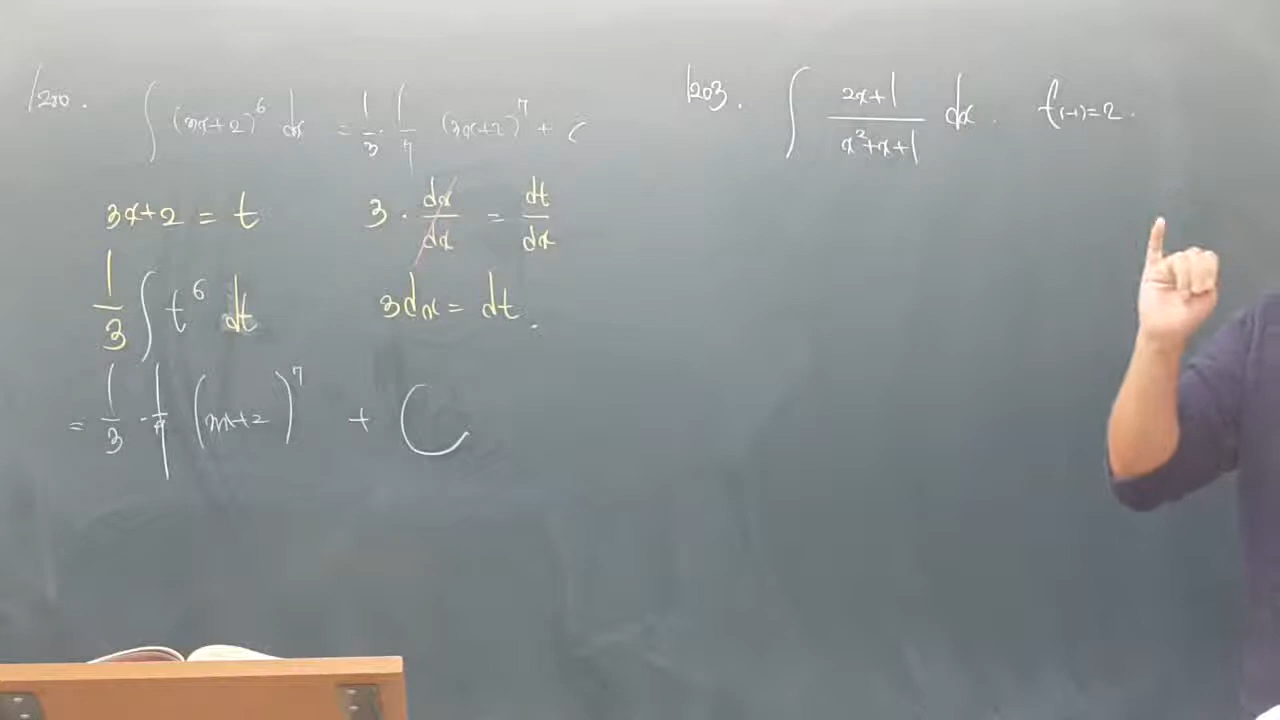 1200. ∫ (3x+2)^6 dx = 1/3 · 1/7 (3x+2)^7 + C
3x+2 = t    3 · dx/dx = dt/dx
1/3 ∫ t^6 dt    3dx = dt.
= 1/3 · 1/7 (3x+2)^7 + C
1203. ∫ (2x+1)/(x²+x+1) dx. f(-1)=2.